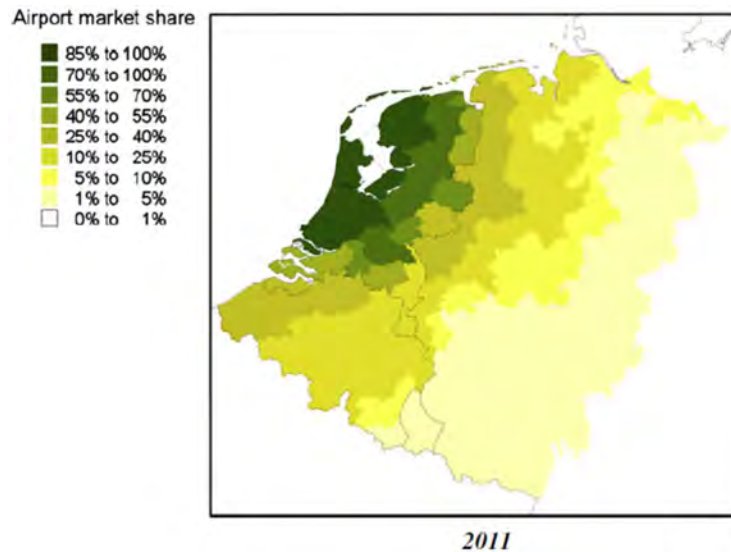 Airport market share
85% to 100%
70% to 100%
55% to 70%
40% to 55%
25% to 40%
10% to 25%
5% to 10%
1% to 5%
0% to 1%
2011